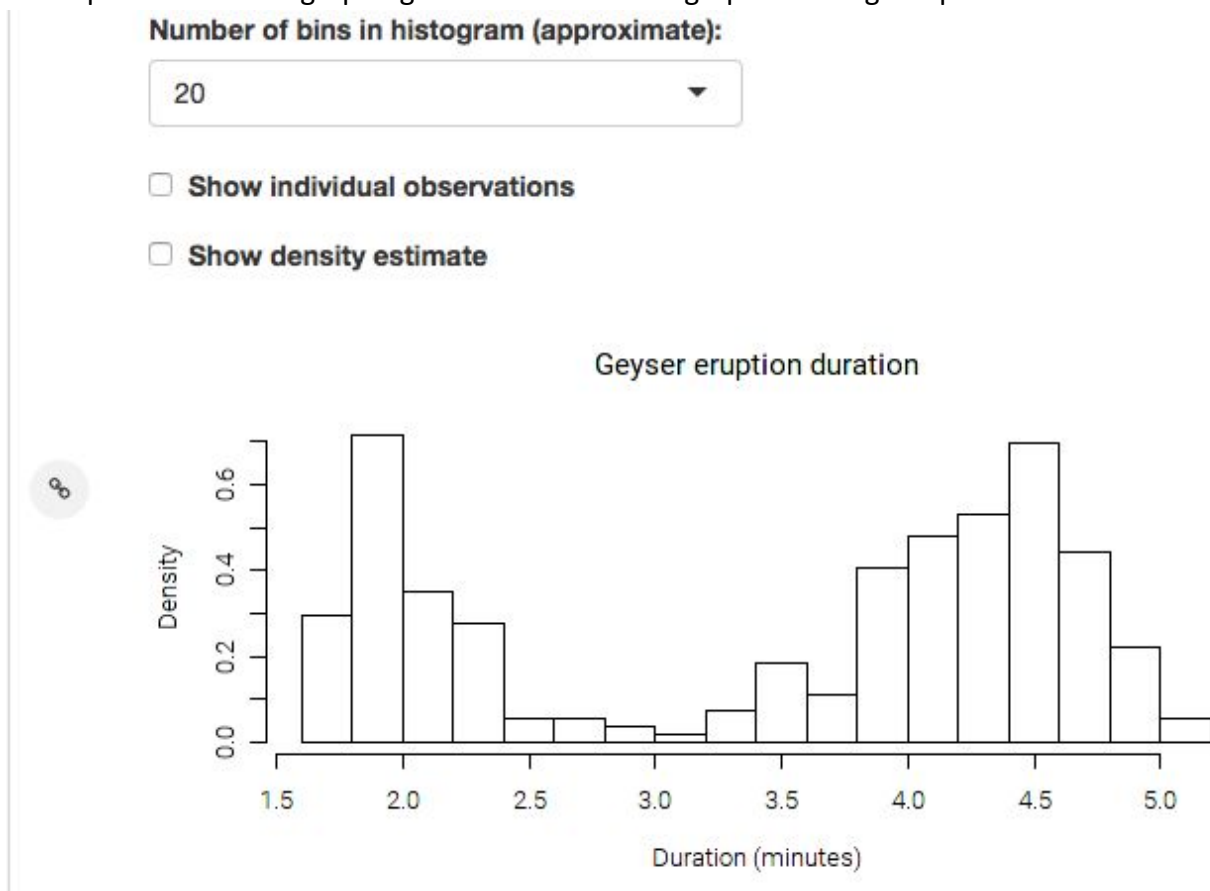 Number of bins in histogram (approximate):
20
Show individual observations
Show density estimate
Geyser eruption duration
Density
0.6
0.4
0.2
0.0
1.5 2.0 2.5 3.0 3.5 4.0 4.5 5.0
Duration (minutes)